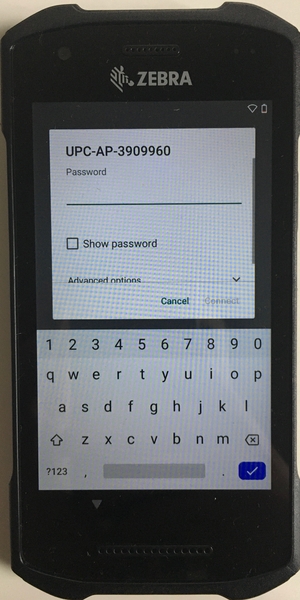 ZEBRA
UPC-AP-3909960
Password
Show password
Advanced options
Cancel Connect
1 2 3 4 5 6 7 8 9 0
q w e r t y u i o p
a s d f g h j k l
z x c v b n m
?123 , .